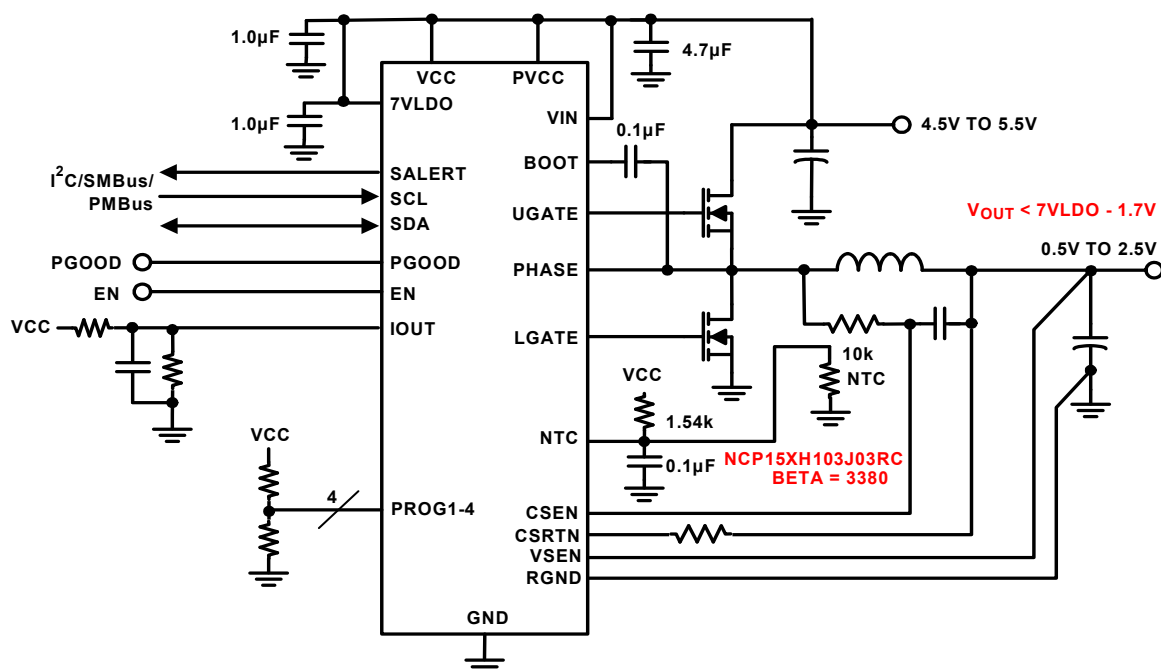 1.0µF
4.7µF
VCC
PVCC
7VLDO
VIN
1.0µF
0.1µF
4.5V TO 5.5V
BOOT
I²C/SMBus/
PMBus
SALERT
SCL
SDA
UGATE
V_OUT < 7VLDO - 1.7V
0.5V TO 2.5V
PGOOD
PGOOD
PHASE
EN
EN
VCC
IOUT
LGATE
10k
NTC
VCC
1.54k
NTC
0.1µF
NCP15XH103J03RC
BETA = 3380
VCC
4
PROG1-4
CSEN
CSRTN
VSEN
RGND
GND